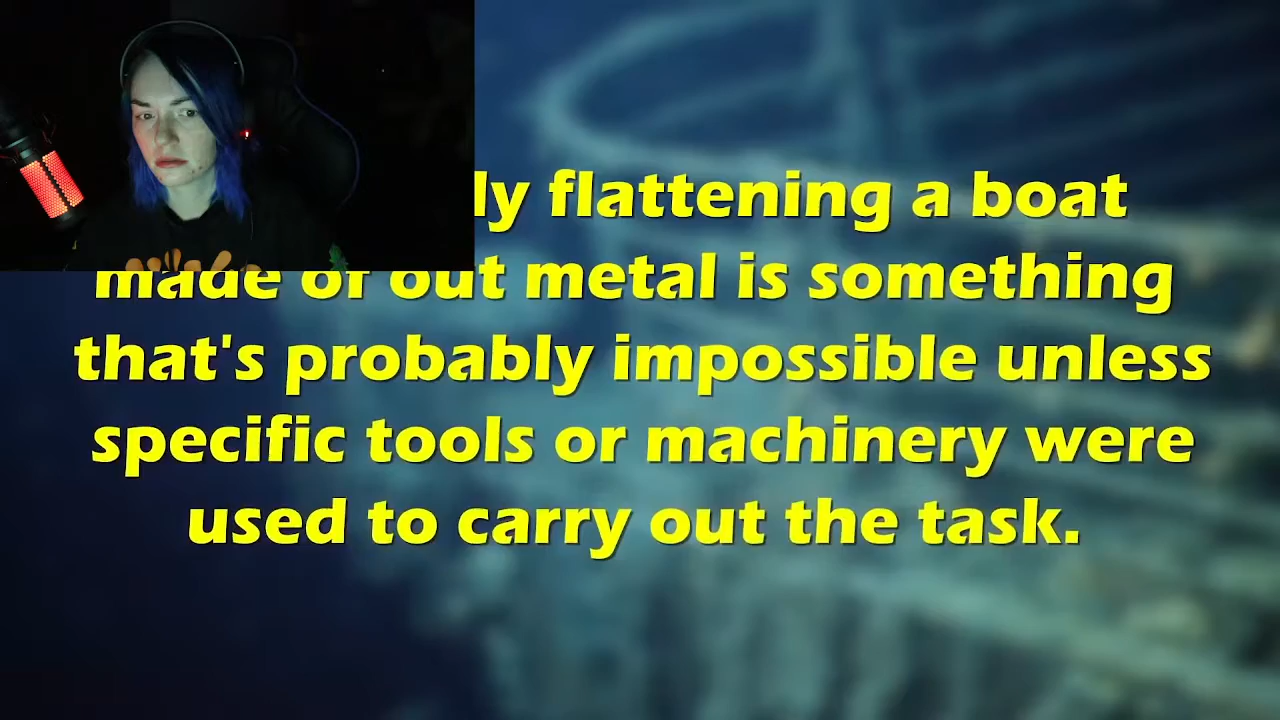 ly flattening a boat
made of out metal is something
that's probably impossible unless
specific tools or machinery were
used to carry out the task.